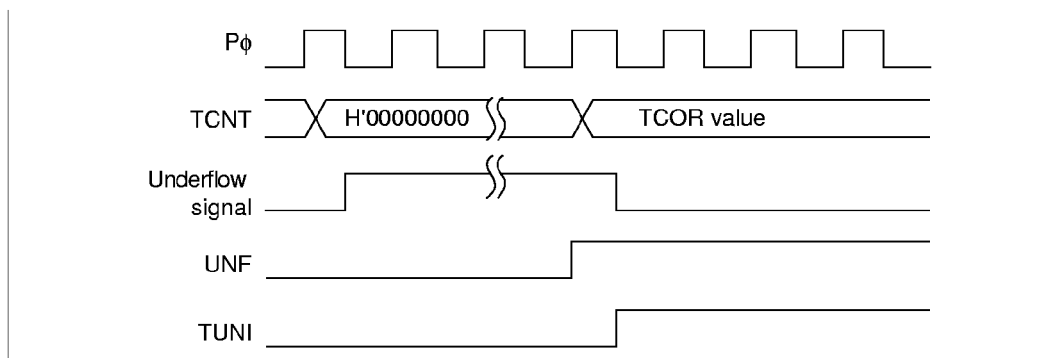 Pϕ
TCNT H'00000000 TCOR value
Underflow
signal
UNF
TUNI